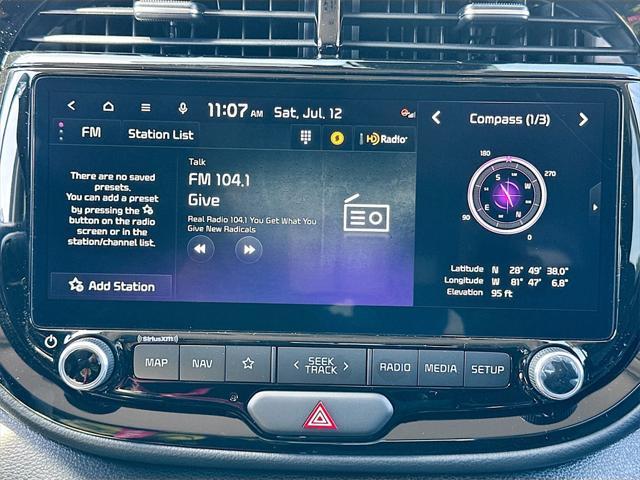 11:07 AM Sat, Jul. 12
FM Station List HD Radio
There are no saved
presets.
You can add a preset
by pressing the
button on the radio
screen or in the
station/channel list.
Add Station
Talk
FM 104.1
Give
Real Radio 104.1 You Get What You
Give New Radicals
Compass (1/3)
180
270
90
0
S
W
E
N
Latitude N 28° 49' 38.0"
Longitude W 81° 47' 6.8"
Elevation 95 ft
SiriusXM
MAP NAV SEEK TRACK RADIO MEDIA SETUP